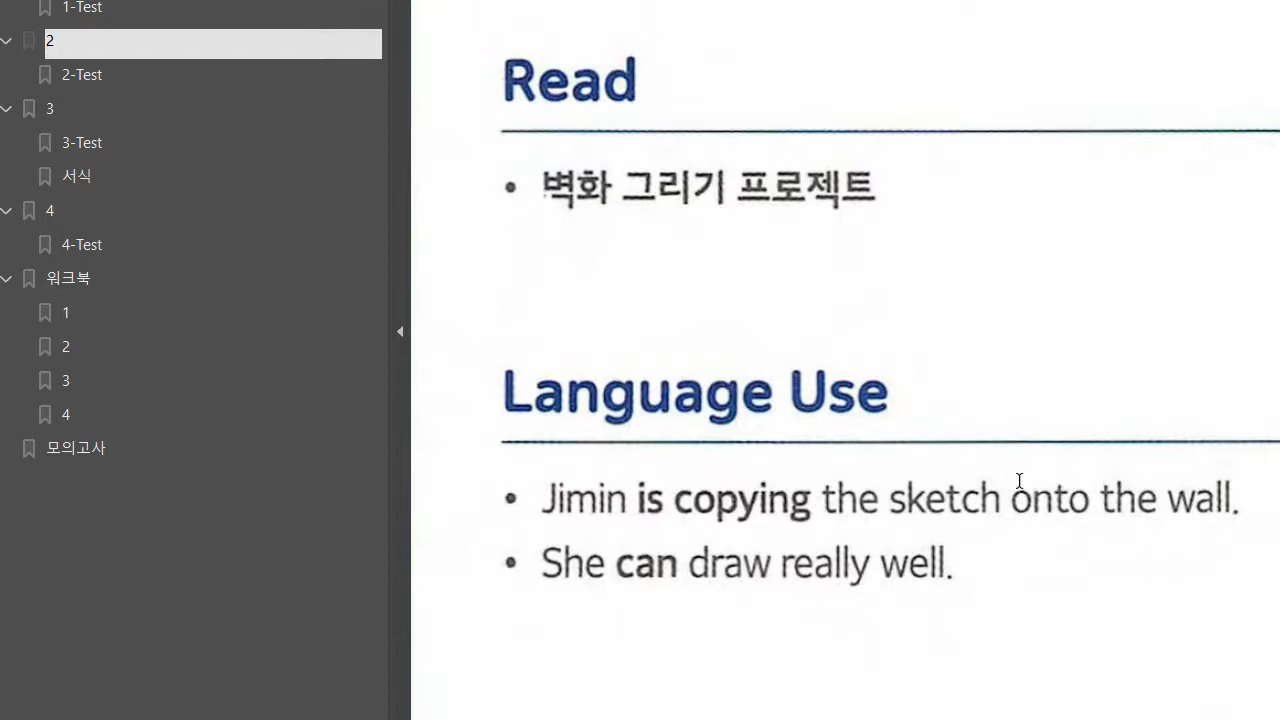 1-Test
2
2-Test
3
3-Test
서식
4
4-Test
워크북
1
2
3
4
모의고사
Read
• 벽화 그리기 프로젝트
Language Use
• Jimin is copying the sketch onto the wall.
• She can draw really well.